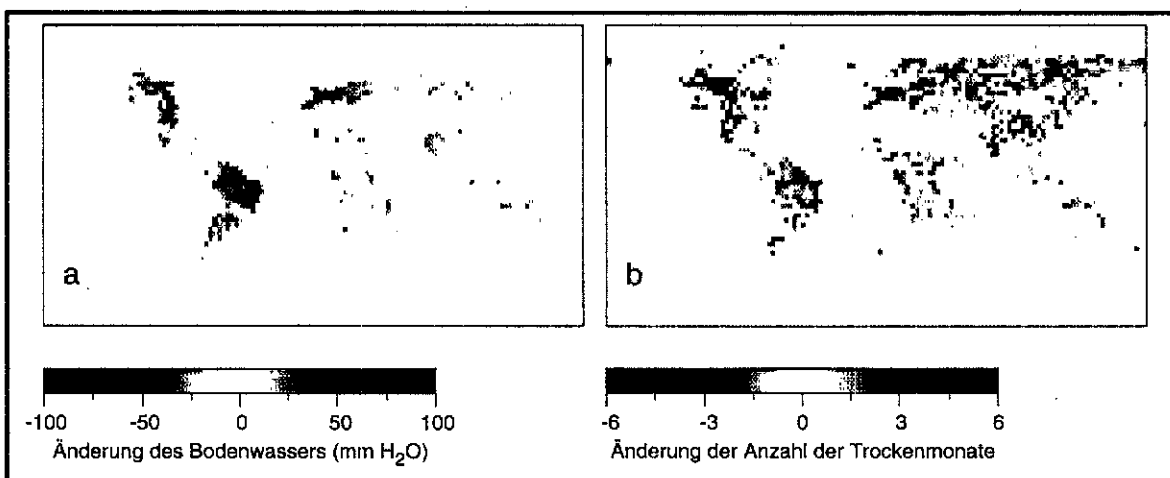 a
b
-100 -50 0 50 100
Änderung des Bodenwassers (mm H₂O)
-6 -3 0 3 6
Änderung der Anzahl der Trockenmonate